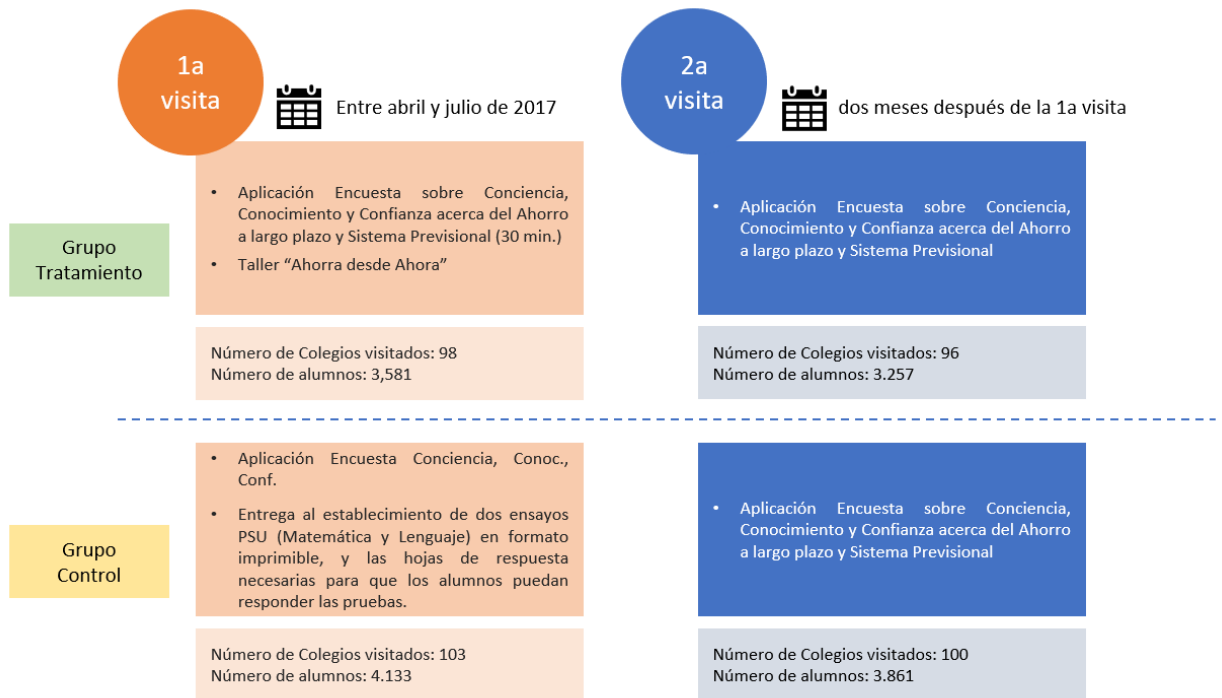 1a
visita
Entre abril y julio de 2017
2a
visita
dos meses después de la 1a visita
Grupo
Tratamiento
• Aplicación Encuesta sobre Conciencia,
Conocimiento y Confianza acerca del Ahorro
a largo plazo y Sistema Previsional (30 min.)
• Taller “Ahorra desde Ahora”
• Aplicación Encuesta sobre Conciencia,
Conocimiento y Confianza acerca del Ahorro
a largo plazo y Sistema Previsional
Número de Colegios visitados: 98
Número de alumnos: 3,581
Número de Colegios visitados: 96
Número de alumnos: 3.257
Grupo
Control
• Aplicación Encuesta Conciencia, Conoc.,
Conf.
• Entrega al establecimiento de dos ensayos
PSU (Matemática y Lenguaje) en formato
imprimible, y las hojas de respuesta
necesarias para que los alumnos puedan
responder las pruebas.
• Aplicación Encuesta sobre Conciencia,
Conocimiento y Confianza acerca del Ahorro
a largo plazo y Sistema Previsional
Número de Colegios visitados: 103
Número de alumnos: 4.133
Número de Colegios visitados: 100
Número de alumnos: 3.861